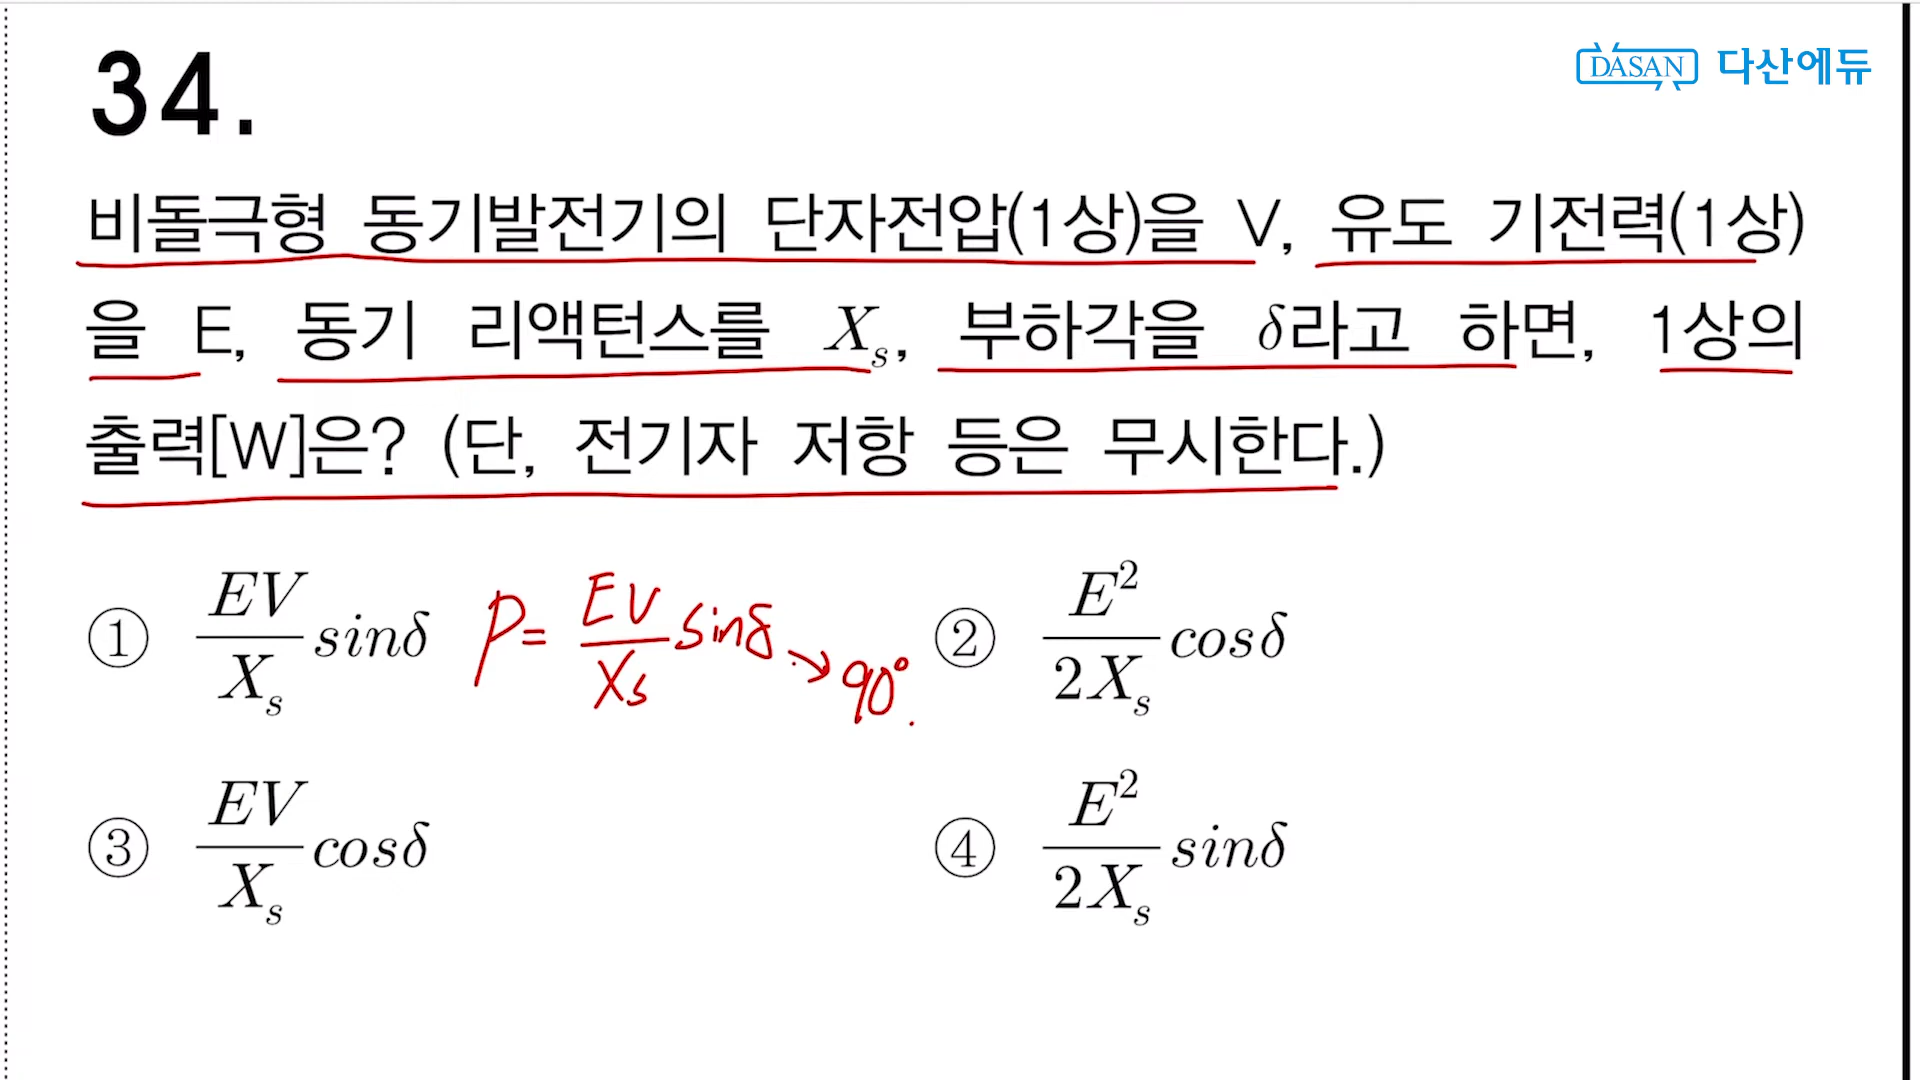 34.
DASAN 다산에듀
비돌극형 동기발전기의 단자전압(1상)을 V, 유도 기전력(1상)
을 E, 동기 리액턴스를 X_s, 부하각을 δ라고 하면, 1상의
출력[W]은? (단, 전기자 저항 등은 무시한다.)
① EV/X_s sinδ P= EV/Xs sinδ → 90° ② E²/2X_s cosδ
③ EV/X_s cosδ ④ E²/2X_s sinδ